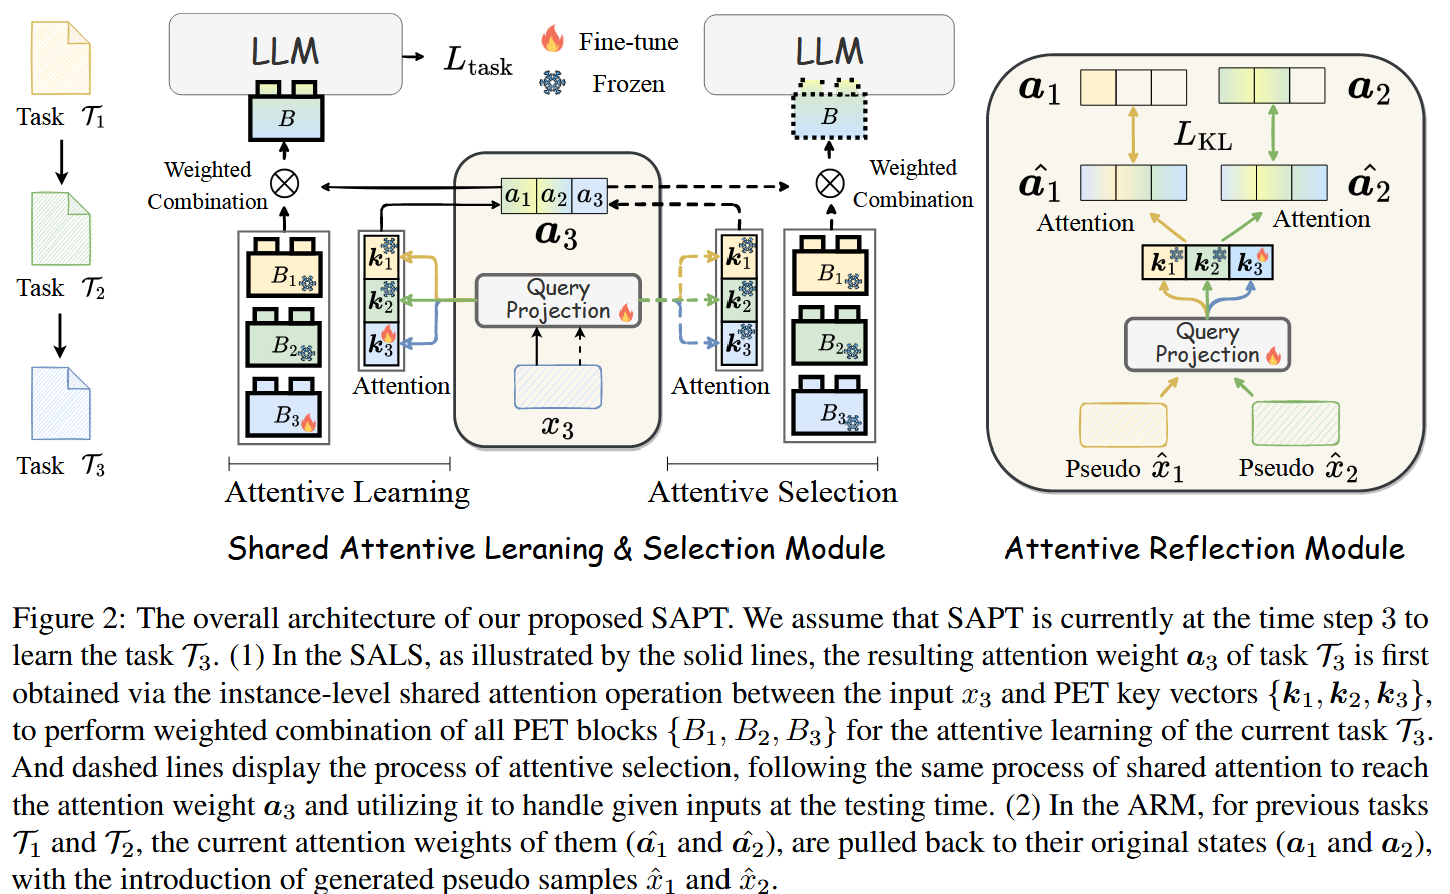 Task 𝒯1
Task 𝒯2
Task 𝒯3
LLM
L_task
Fine-tune
Frozen
LLM
B
B
Weighted
Combination
Weighted
Combination
a1 a2 a3
a3
B1
B2
B3
k1
k2
k3
Attention
Query
Projection
x3
k1
k2
k3
Attention
B1
B2
B3
Attentive Learning
Attentive Selection
Shared Attentive Leraning & Selection Module
a1
a2
L_KL
â1
â2
Attention
Attention
k1 k2 k3
Query
Projection
Pseudo x̂1
Pseudo x̂2
Attentive Reflection Module
Figure 2: The overall architecture of our proposed SAPT. We assume that SAPT is currently at the time step 3 to
learn the task 𝒯3. (1) In the SALS, as illustrated by the solid lines, the resulting attention weight a3 of task 𝒯3 is first
obtained via the instance-level shared attention operation between the input x3 and PET key vectors {k1, k2, k3},
to perform weighted combination of all PET blocks {B1, B2, B3} for the attentive learning of the current task 𝒯3.
And dashed lines display the process of attentive selection, following the same process of shared attention to reach
the attention weight a3 and utilizing it to handle given inputs at the testing time. (2) In the ARM, for previous tasks
𝒯1 and 𝒯2, the current attention weights of them (â1 and â2), are pulled back to their original states (a1 and a2),
with the introduction of generated pseudo samples x̂1 and x̂2.